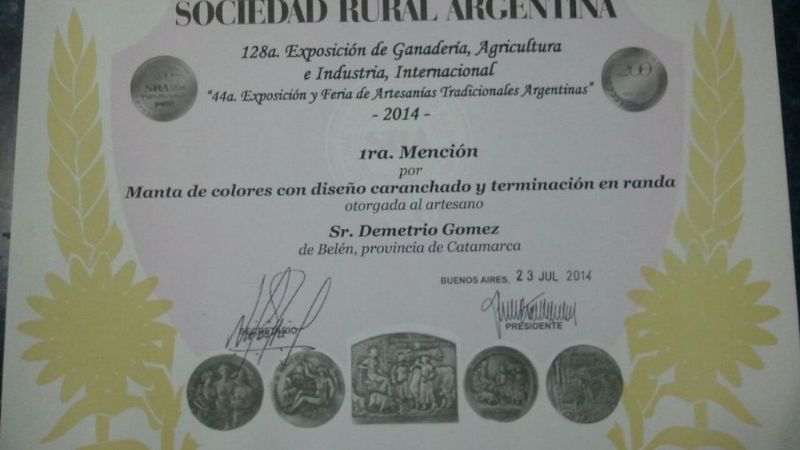 SOCIEDAD RURAL ARGENTINA
128a. Exposición de Ganadería, Agricultura
e Industria, Internacional
"44a. Exposición y Feria de Artesanías Tradicionales Argentinas"
- 2014 -
1ra. Mención
por
Manta de colores con diseño caranchado y terminación en randa
otorgada al artesano
Sr. Demetrio Gomez
de Belén, provincia de Catamarca
BUENOS AIRES, 23 JUL 2014
SECRETARIO
PRESIDENTE